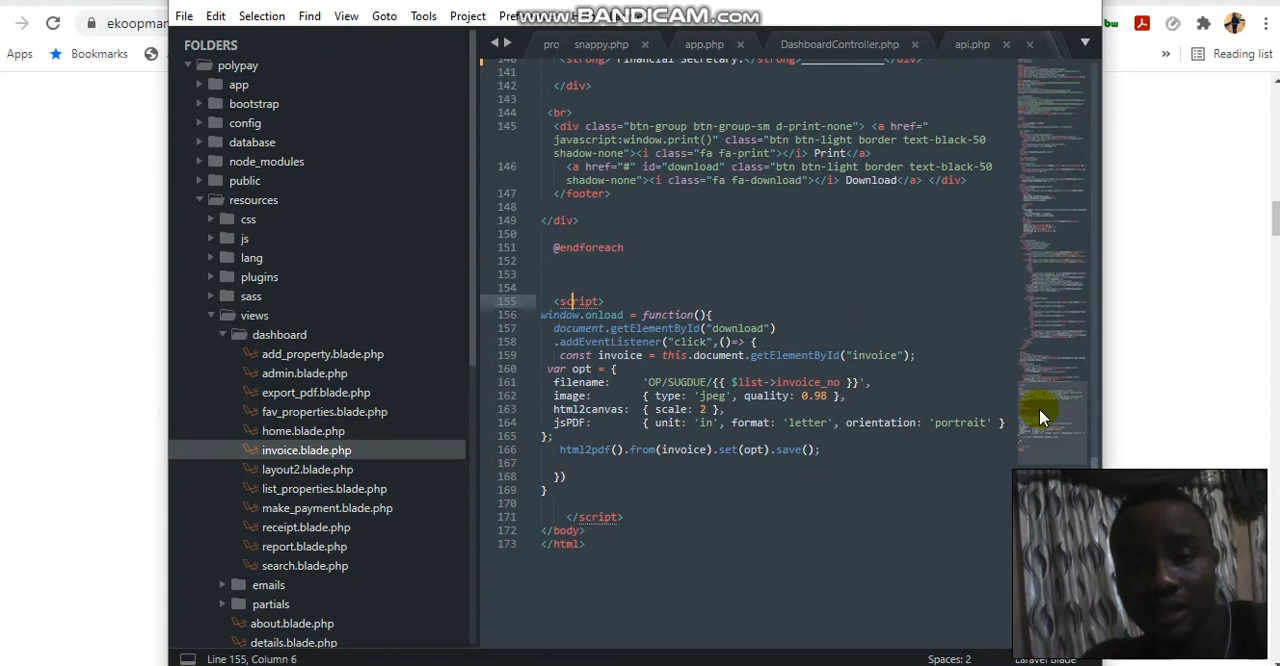 File Edit Selection Find View Goto Tools Project
www.BANDICAM.com
ekoopman
Apps Bookmarks
Reading list
FOLDERS
polypay
app
bootstrap
config
database
node_modules
public
resources
css
js
lang
plugins
sass
views
dashboard
add_property.blade.php
admin.blade.php
export_pdf.blade.php
fav_properties.blade.php
home.blade.php
invoice.blade.php
layout2.blade.php
list_properties.blade.php
make_payment.blade.php
receipt.blade.php
report.blade.php
search.blade.php
emails
partials
about.blade.php
details.blade.php
pro snappy.php app.php DashboardController.php api.php
140 <strong> Financial Secretary:</strong>______________</div>
141
142 </div>
143
144 <br>
145 <div class="btn-group btn-group-sm d-print-none"> <a href="
javascript:window.print()" class="btn btn-light border text-black-50
shadow-none"><i class="fa fa-print"></i> Print</a>
146 <a href="#" id="download" class="btn btn-light border text-black-50
shadow-none"><i class="fa fa-download"></i> Download</a> </div>
147 </footer>
148
149 </div>
150
151 @endforeach
152
153
154
155 <script>
156 window.onload = function(){
157 document.getElementById("download")
158 .addEventListener("click",()=> {
159 const invoice = this.document.getElementById("invoice");
160 var opt = {
161 filename: 'OP/SUGDUE/{{ $list->invoice_no }}',
162 image: { type: 'jpeg', quality: 0.98 },
163 html2canvas: { scale: 2 },
164 jsPDF: { unit: 'in', format: 'letter', orientation: 'portrait' }
165 };
166 html2pdf().from(invoice).set(opt).save();
167
168 })
169 }
170
171 </script>
172 </body>
173 </html>
Line 155, Column 6
Spaces: 2
Laravel Blade